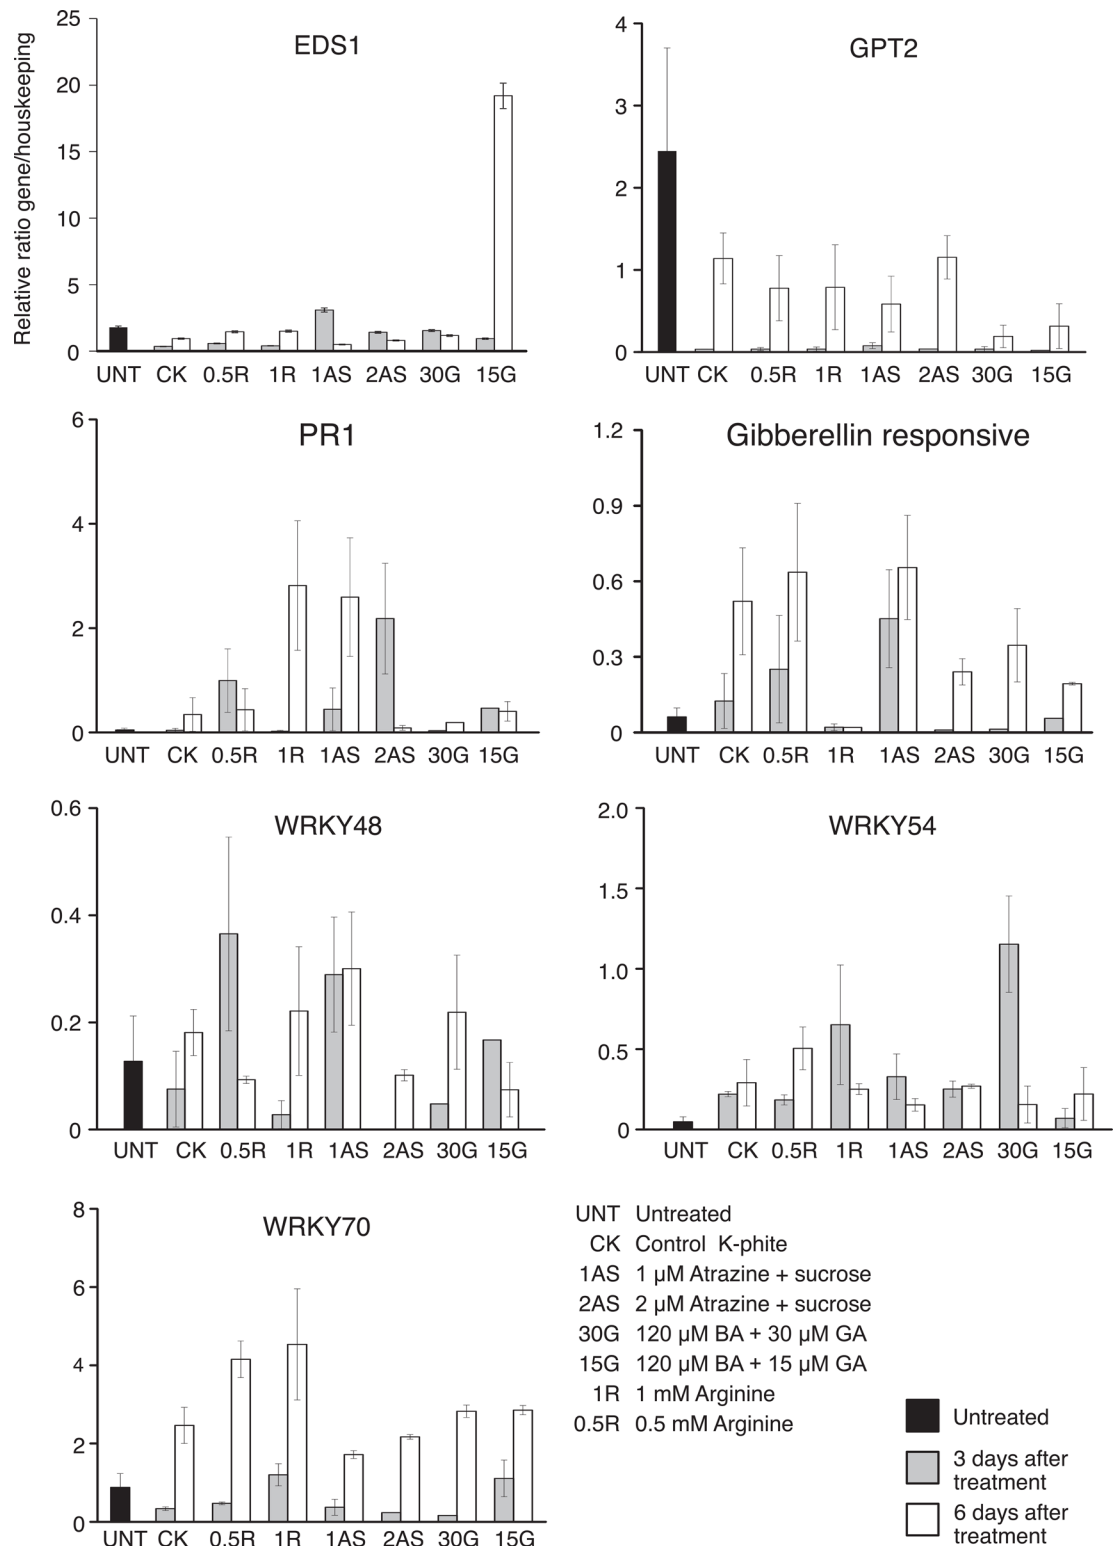 Relative ratio gene/houskeeping
EDS1
25
20
15
10
5
0
UNT CK 0.5R 1R 1AS 2AS 30G 15G
GPT2
4
3
2
1
0
UNT CK 0.5R 1R 1AS 2AS 30G 15G
PR1
6
4
2
0
UNT CK 0.5R 1R 1AS 2AS 30G 15G
Gibberellin responsive
1.2
0.9
0.6
0.3
0
UNT CK 0.5R 1R 1AS 2AS 30G 15G
WRKY48
0.6
0.4
0.2
0
UNT CK 0.5R 1R 1AS 2AS 30G 15G
WRKY54
2.0
1.5
1.0
0.5
0
UNT CK 0.5R 1R 1AS 2AS 30G 15G
WRKY70
8
6
4
2
0
UNT CK 0.5R 1R 1AS 2AS 30G 15G
UNT Untreated
CK Control K-phite
1AS 1 µM Atrazine + sucrose
2AS 2 µM Atrazine + sucrose
30G 120 µM BA + 30 µM GA
15G 120 µM BA + 15 µM GA
1R 1 mM Arginine
0.5R 0.5 mM Arginine
Untreated
3 days after
treatment
6 days after
treatment